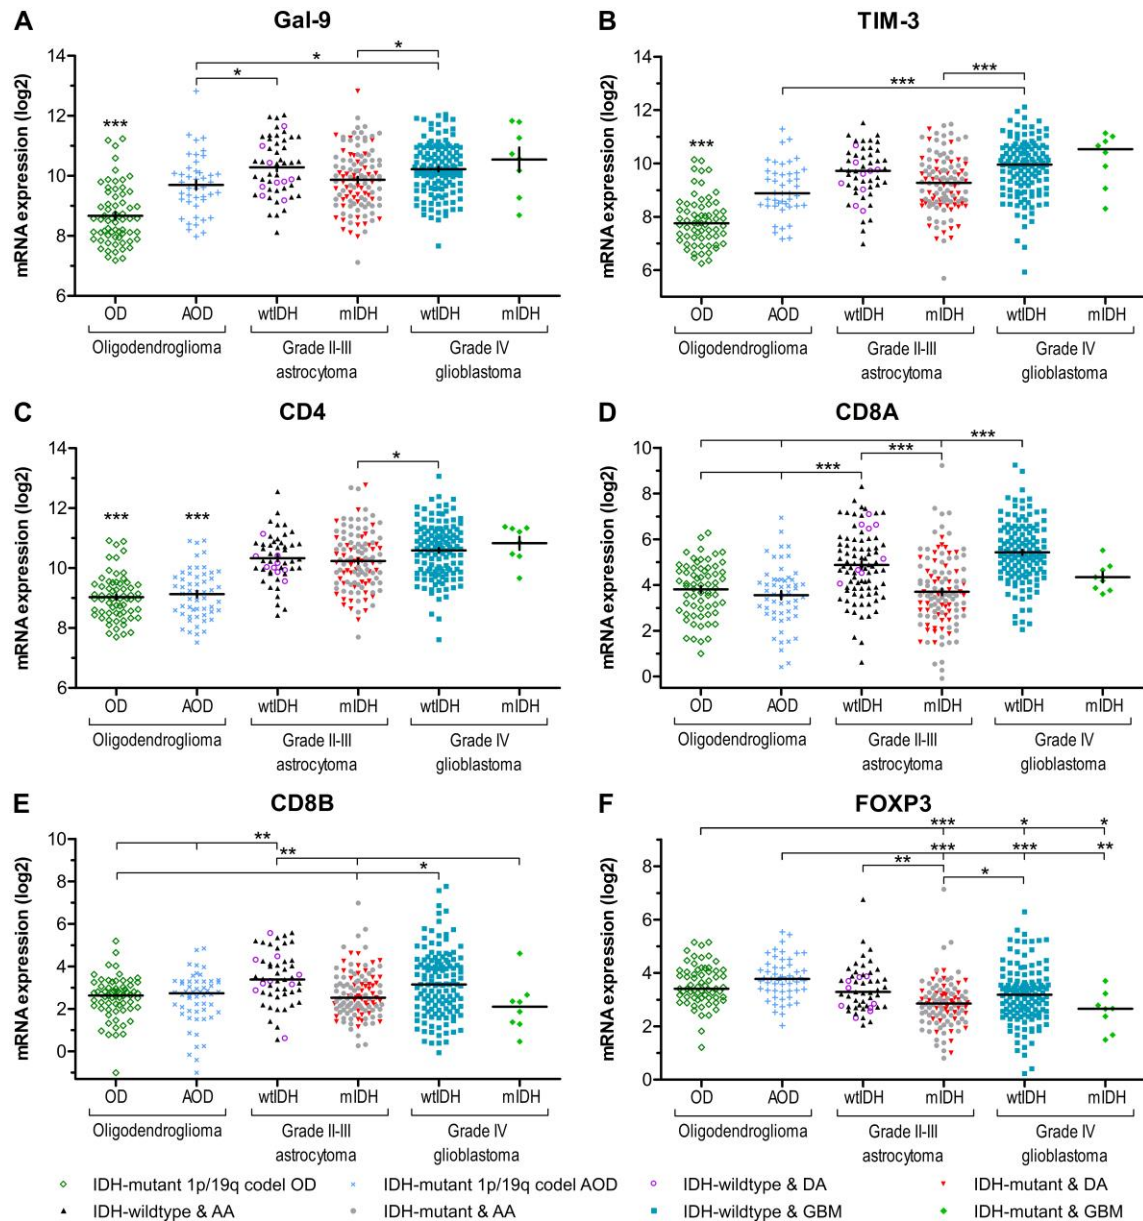 A Gal-9
mRNA expression (log2)
14
12
10
8
6
***
*
*
*
OD AOD wtIDH mIDH wtIDH mIDH
Oligodendroglioma Grade II-III Grade IV
astrocytoma glioblastoma
B TIM-3
mRNA expression (log2)
14
12
10
8
6
***
***
***
OD AOD wtIDH mIDH wtIDH mIDH
Oligodendroglioma Grade II-III Grade IV
astrocytoma glioblastoma
C CD4
mRNA expression (log2)
14
12
10
8
6
*** ***
*
OD AOD wtIDH mIDH wtIDH mIDH
Oligodendroglioma Grade II-III Grade IV
astrocytoma glioblastoma
D CD8A
mRNA expression (log2)
10
8
6
4
2
0
***
***
***
OD AOD wtIDH mIDH wtIDH mIDH
Oligodendroglioma Grade II-III Grade IV
astrocytoma glioblastoma
E CD8B
mRNA expression (log2)
10
8
6
4
2
0
**
**
*
OD AOD wtIDH mIDH wtIDH mIDH
Oligodendroglioma Grade II-III Grade IV
astrocytoma glioblastoma
F FOXP3
mRNA expression (log2)
8
6
4
2
0
*** * *
*** *** **
**
*
OD AOD wtIDH mIDH wtIDH mIDH
Oligodendroglioma Grade II-III Grade IV
astrocytoma glioblastoma
IDH-mutant 1p/19q codel OD IDH-mutant 1p/19q codel AOD IDH-wildtype & DA IDH-mutant & DA
IDH-wildtype & AA IDH-mutant & AA IDH-wildtype & GBM IDH-mutant & GBM